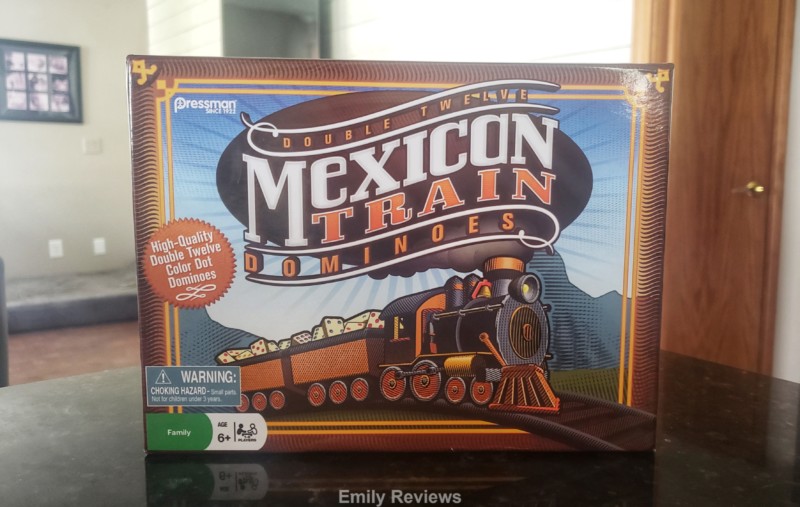 pressman
SINCE 1922
DOUBLE TWELVE
MEXICAN
TRAIN
DOMINOES
High-Quality
Double Twelve
Color Dot
Dominoes
WARNING:
CHOKING HAZARD - Small parts.
Not for children under 3 years.
Family
AGE
6+
PLAYERS
Emily Reviews